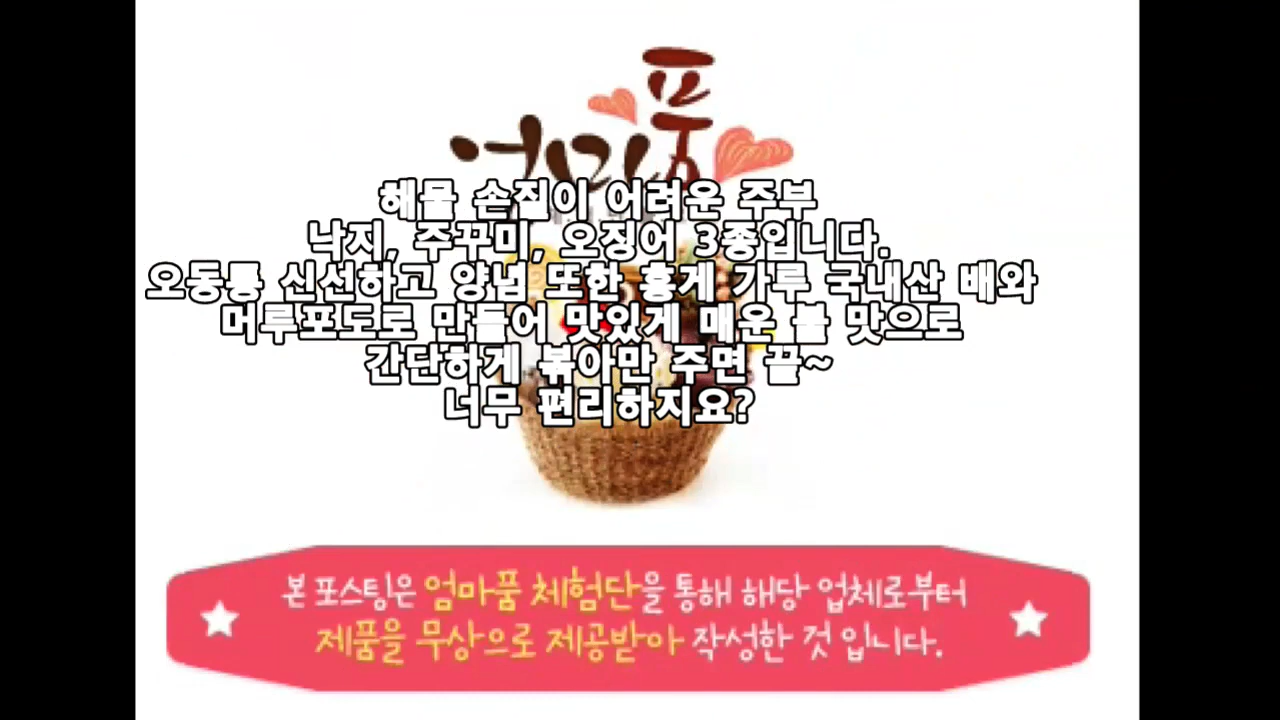 엄마품
해물 손질이 어려운 주부
낙지, 주꾸미, 오징어 3종입니다.
오동통 신선하고 양념 또한 홍게 가루 국내산 배와
머루포도로 만들어 맛있게 매운 불 맛으로
간단하게 볶아만 주면 끝~
너무 편리하지요?
본 포스팅은 엄마품 체험단을 통해 해당 업체로부터
제품을 무상으로 제공받아 작성한 것 입니다.